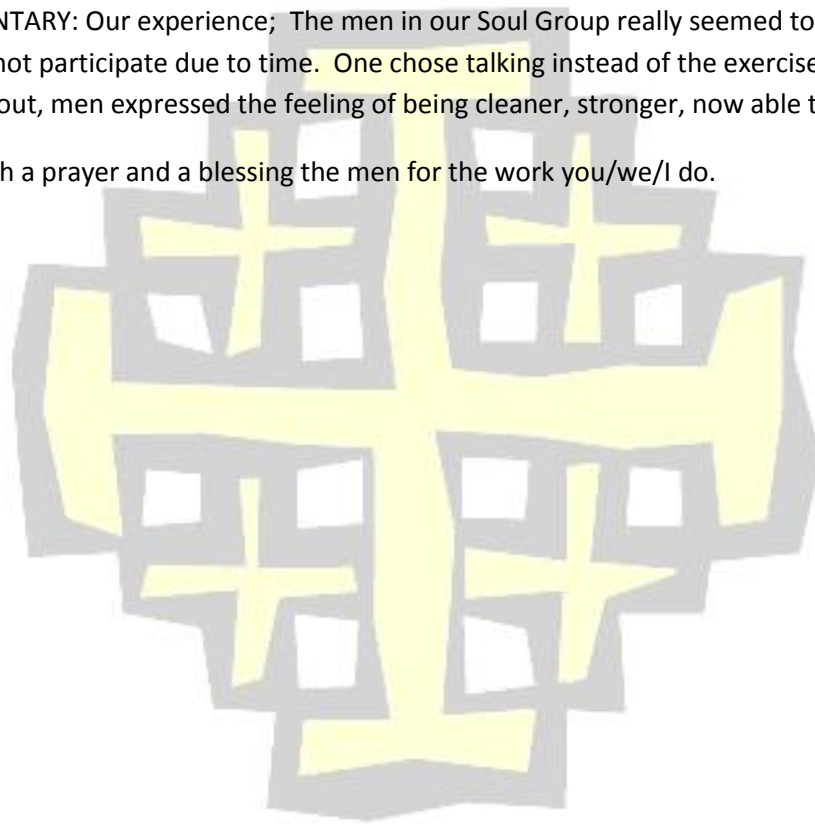 NTARY: Our experience; The men in our Soul Group really seemed to
not participate due to time. One chose talking instead of the exercise
out, men expressed the feeling of being cleaner, stronger, now able t
h a prayer and a blessing the men for the work you/we/I do.